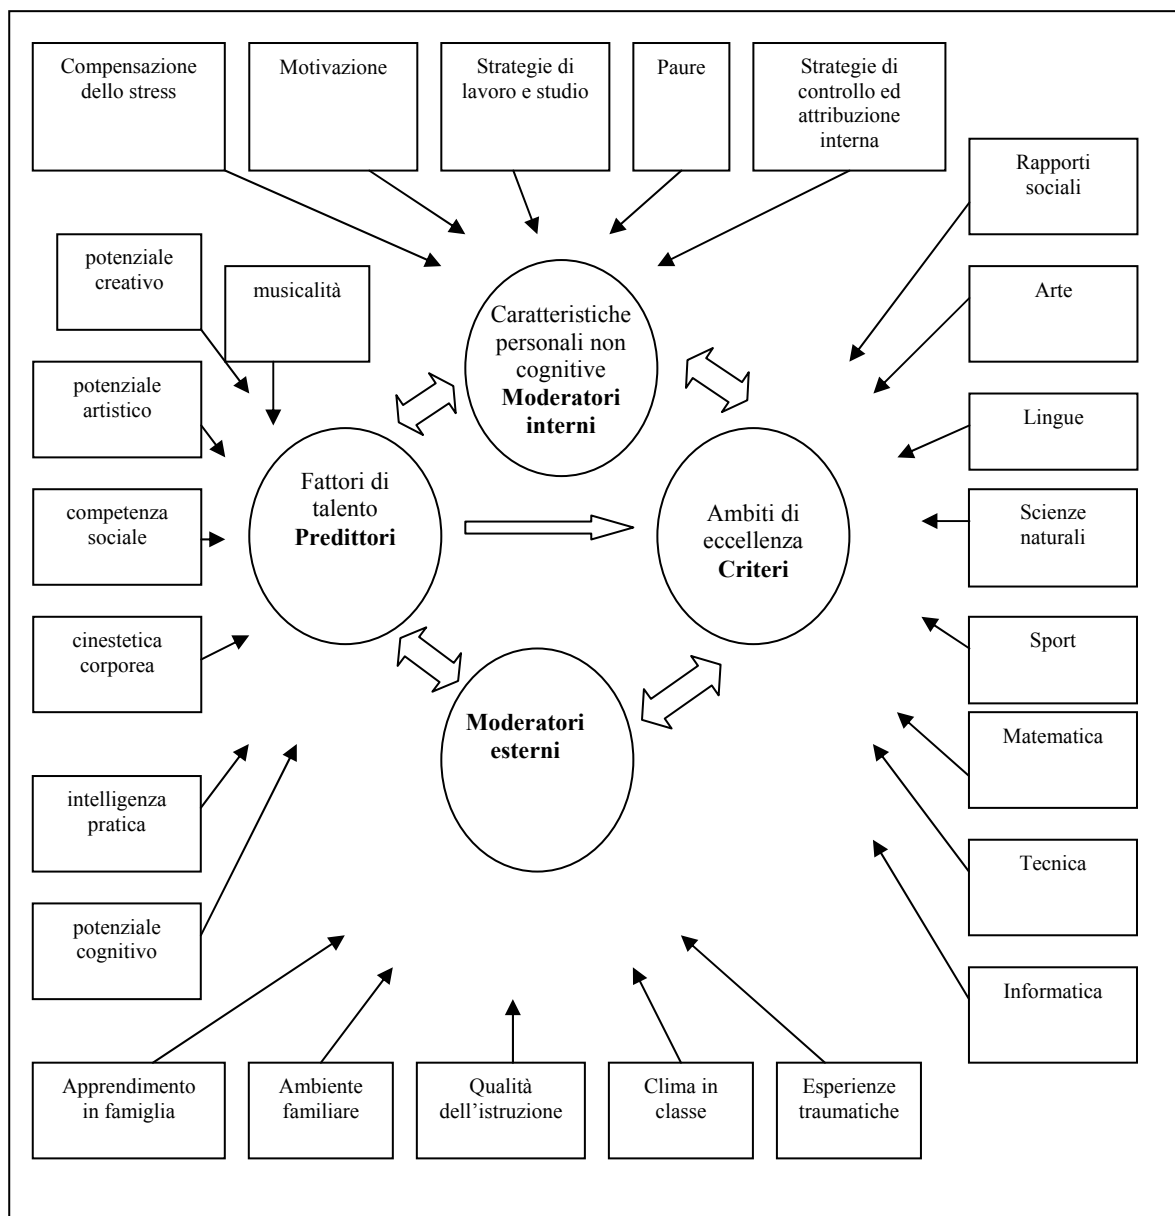 Compensazione
dello stress
Motivazione
Strategie di
lavoro e studio
Paure
Strategie di
controllo ed
attribuzione
interna
Rapporti
sociali
potenziale
creativo
musicalità
Arte
Caratteristiche
personali non
cognitive
Moderatori
interni
potenziale
artistico
Lingue
Fattori di
talento
Predittori
Ambiti di
eccellenza
Criteri
competenza
sociale
Scienze
naturali
cinestetica
corporea
Sport
Moderatori
esterni
Matematica
intelligenza
pratica
Tecnica
potenziale
cognitivo
Informatica
Apprendimento
in famiglia
Ambiente
familiare
Qualità
dell’istruzione
Clima in
classe
Esperienze
traumatiche